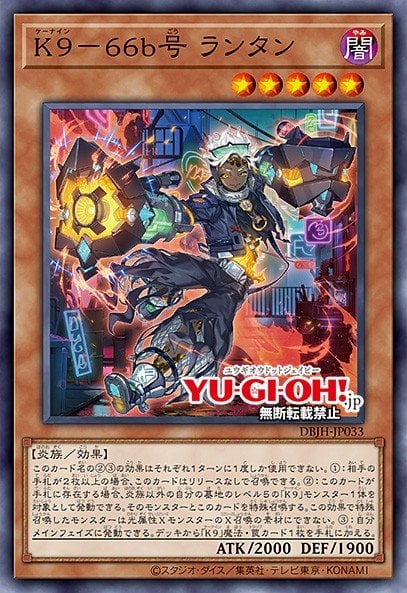 ケーナイン ごう
K9－66b号 ランタン
やみ
闇
ユウギオウドットジェイピー
YU-GI-OH!.jp
無断転載禁止
DBJH-JP033
【炎族／効果】
このカード名の②③の効果はそれぞれ1ターンに1度しか使用できない。①：相手の
手札が2枚以上の場合、このカードはリリースなしで召喚できる。②：このカードが
手札に存在する場合、炎族以外の自分の墓地のレベル5の「K9」モンスター1体を
対象として発動できる。そのモンスターとこのカードを特殊召喚する。この効果で特殊
召喚したモンスターは光属性XモンスターのX召喚の素材にできない。③：自分
メインフェイズに発動できる。デッキから「K9」魔法・罠カード1枚を手札に加える。
ATK/2000 DEF/1900
©スタジオ・ダイス／集英社・テレビ東京・KONAMI